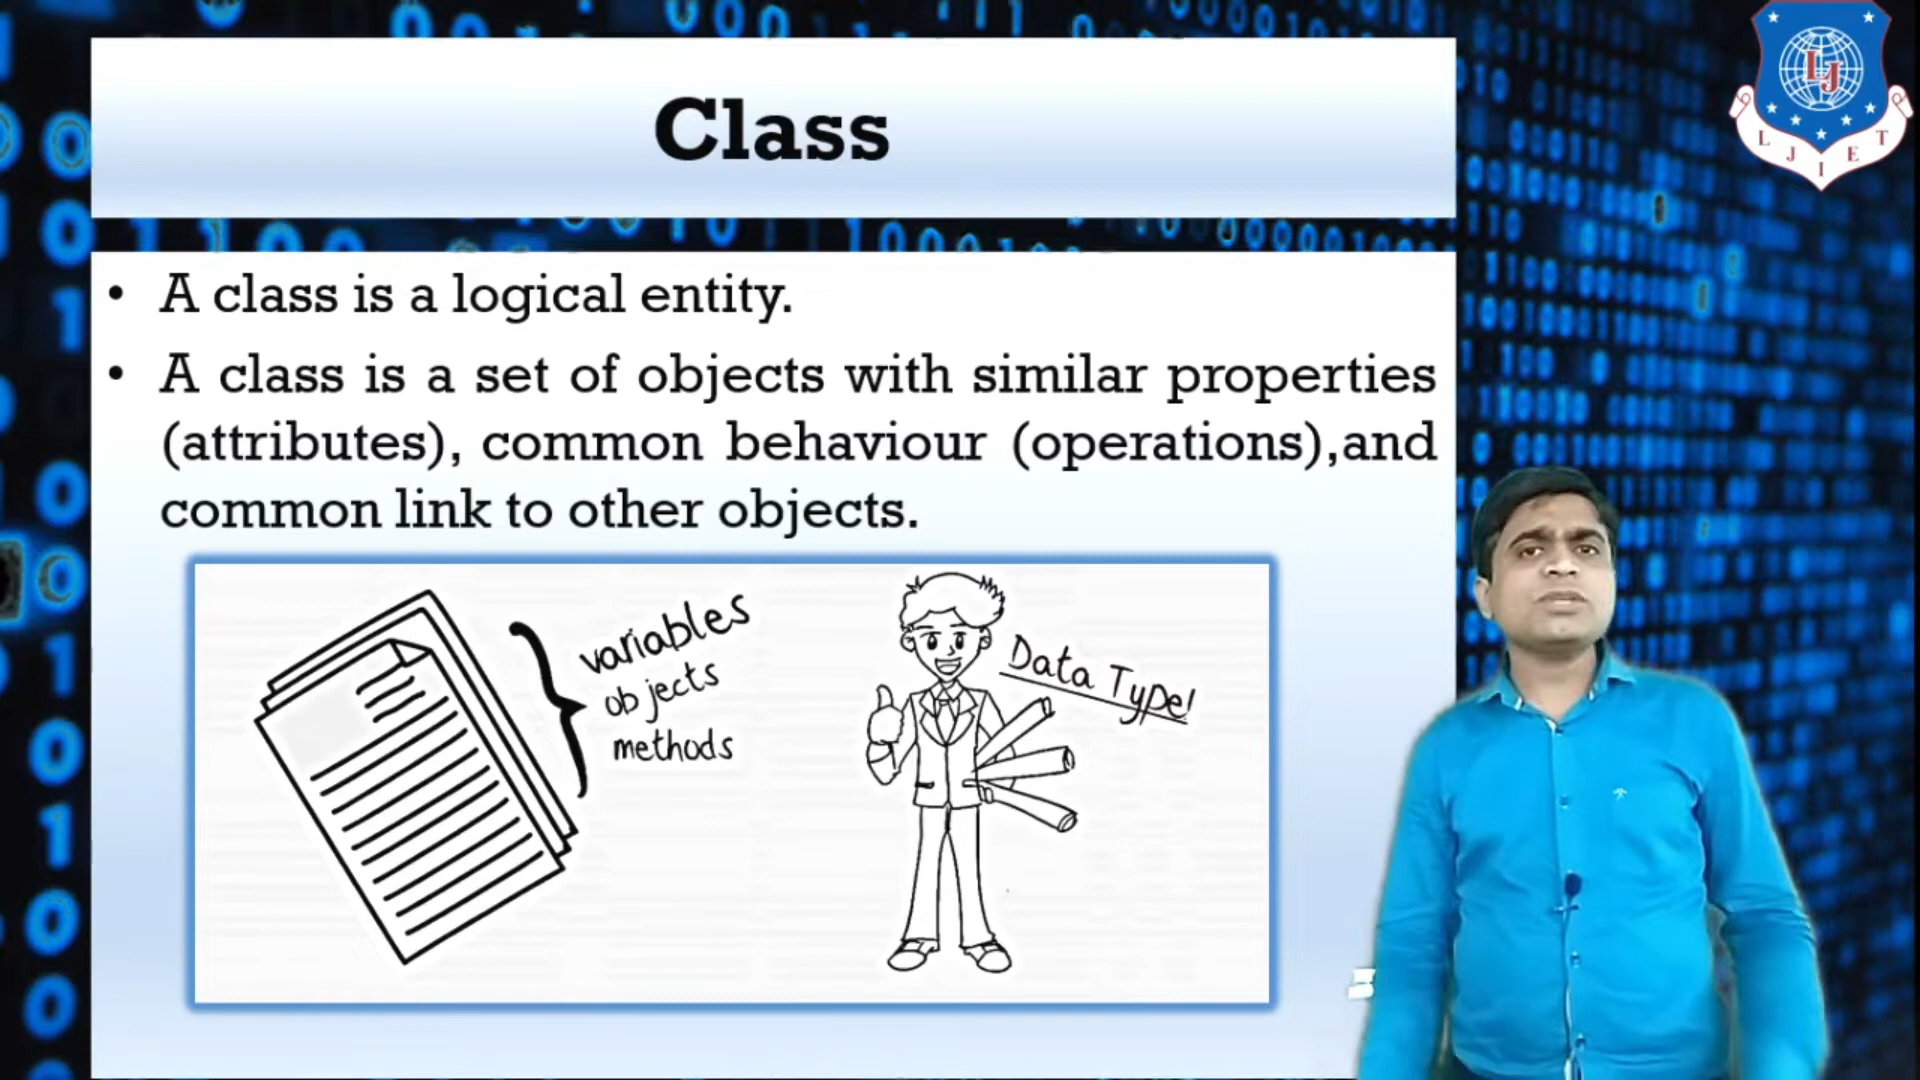 Class
• A class is a logical entity.
• A class is a set of objects with similar properties
(attributes), common behaviour (operations),and
common link to other objects.
variables
objects
methods
Data Type!
LJ
L J I E T